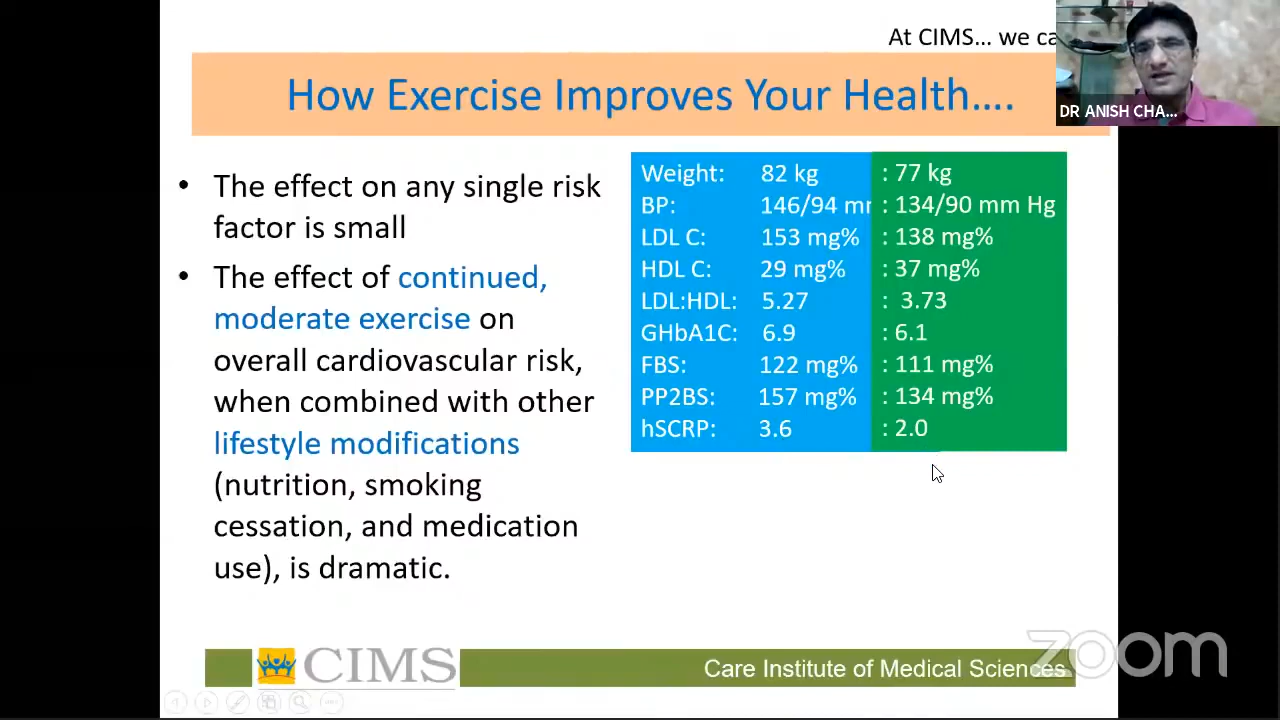 At CIMS... we ca
DR ANISH CHA...
How Exercise Improves Your Health....
• The effect on any single risk
factor is small
• The effect of continued,
moderate exercise on
overall cardiovascular risk,
when combined with other
lifestyle modifications
(nutrition, smoking
cessation, and medication
use), is dramatic.
Weight: 82 kg : 77 kg
BP: 146/94 mm : 134/90 mm Hg
LDL C: 153 mg% : 138 mg%
HDL C: 29 mg% : 37 mg%
LDL:HDL: 5.27 : 3.73
GHbA1C: 6.9 : 6.1
FBS: 122 mg% : 111 mg%
PP2BS: 157 mg% : 134 mg%
hSCRP: 3.6 : 2.0
CIMS
Care Institute of Medical Sciences
zoom